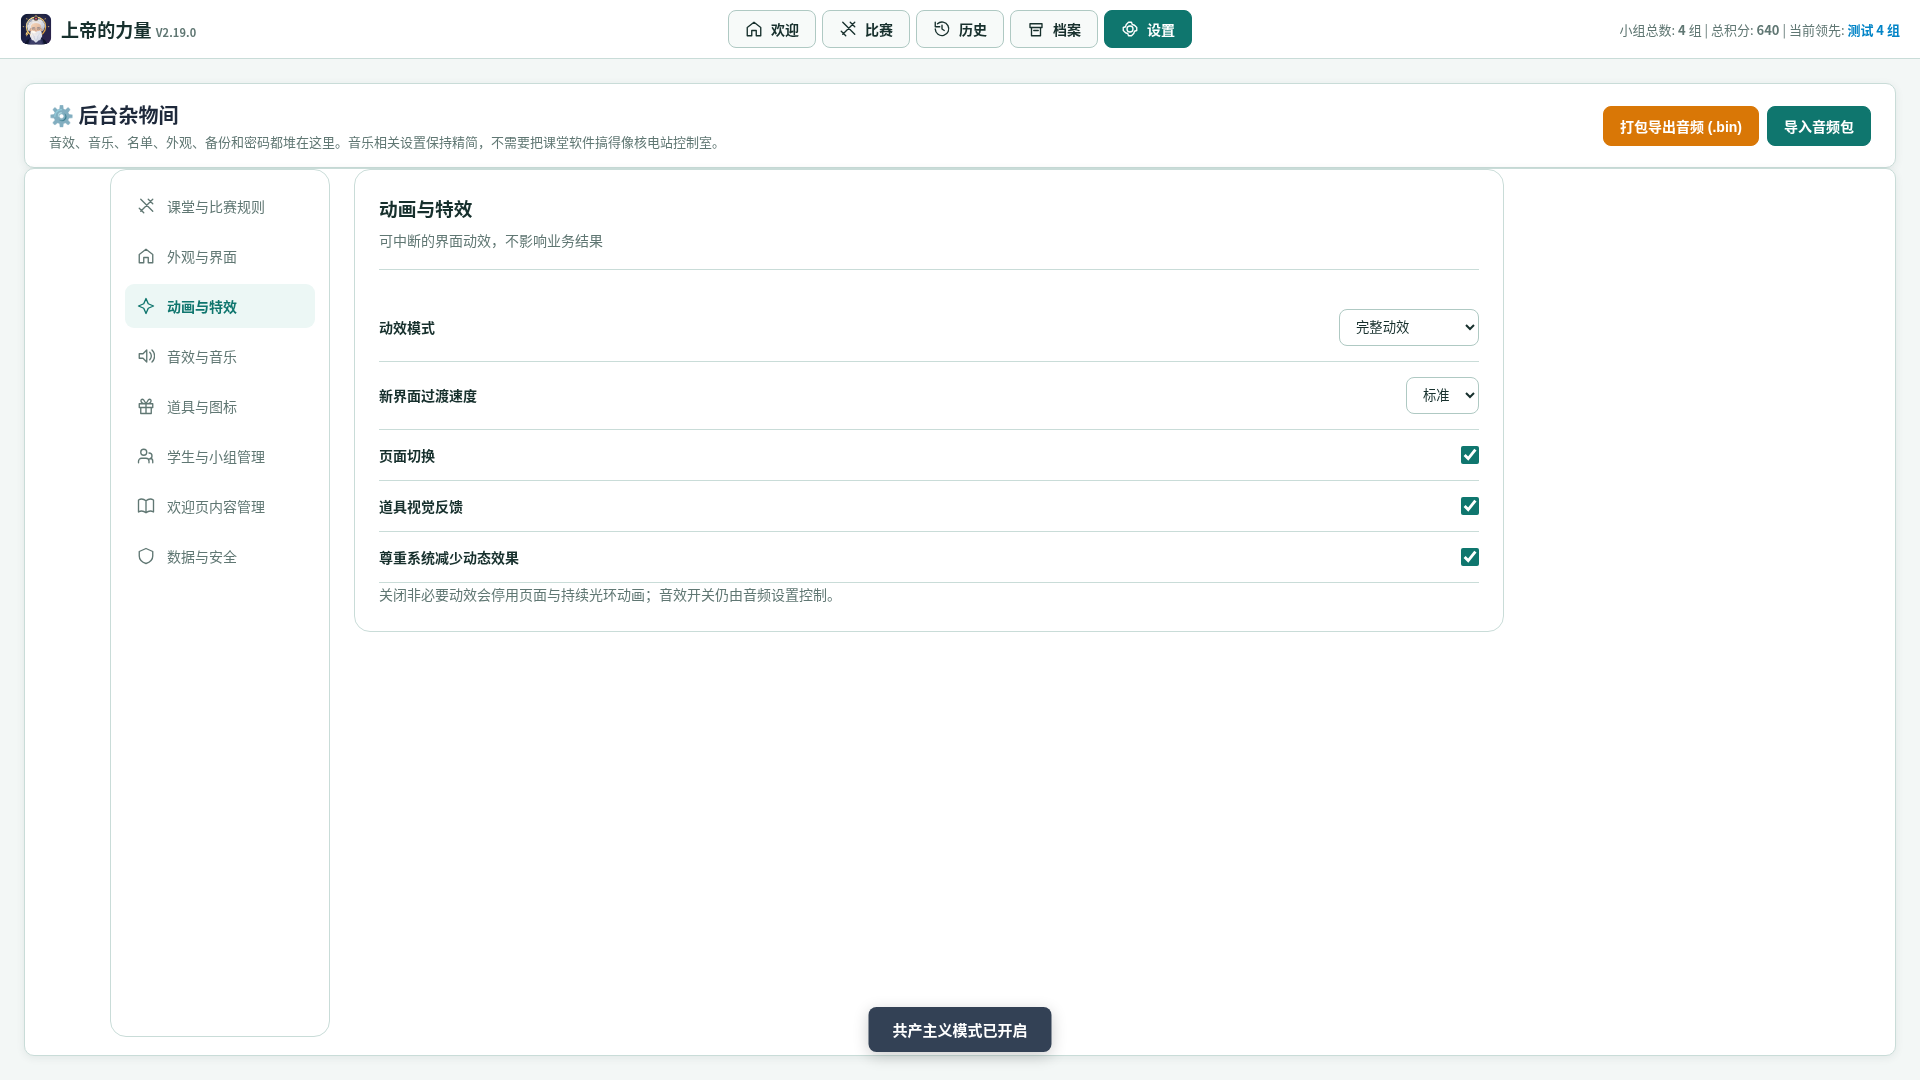 上帝的力量 V2.19.0
欢迎
比赛
历史
档案
设置
小组总数: 4 组 | 总积分: 640 | 当前领先: 测试 4 组
后台杂物间
音效、音乐、名单、外观、备份和密码都堆在这里。音乐相关设置保持精简，不需要把课堂软件搞得像核电站控制室。
打包导出音频 (.bin)
导入音频包
课堂与比赛规则
外观与界面
动画与特效
音效与音乐
道具与图标
学生与小组管理
欢迎页内容管理
数据与安全
动画与特效
可中断的界面动效，不影响业务结果
动效模式
完整动效
新界面过渡速度
标准
页面切换
道具视觉反馈
尊重系统减少动态效果
关闭非必要动效会停用页面与持续光环动画；音效开关仍由音频设置控制。
共产主义模式已开启